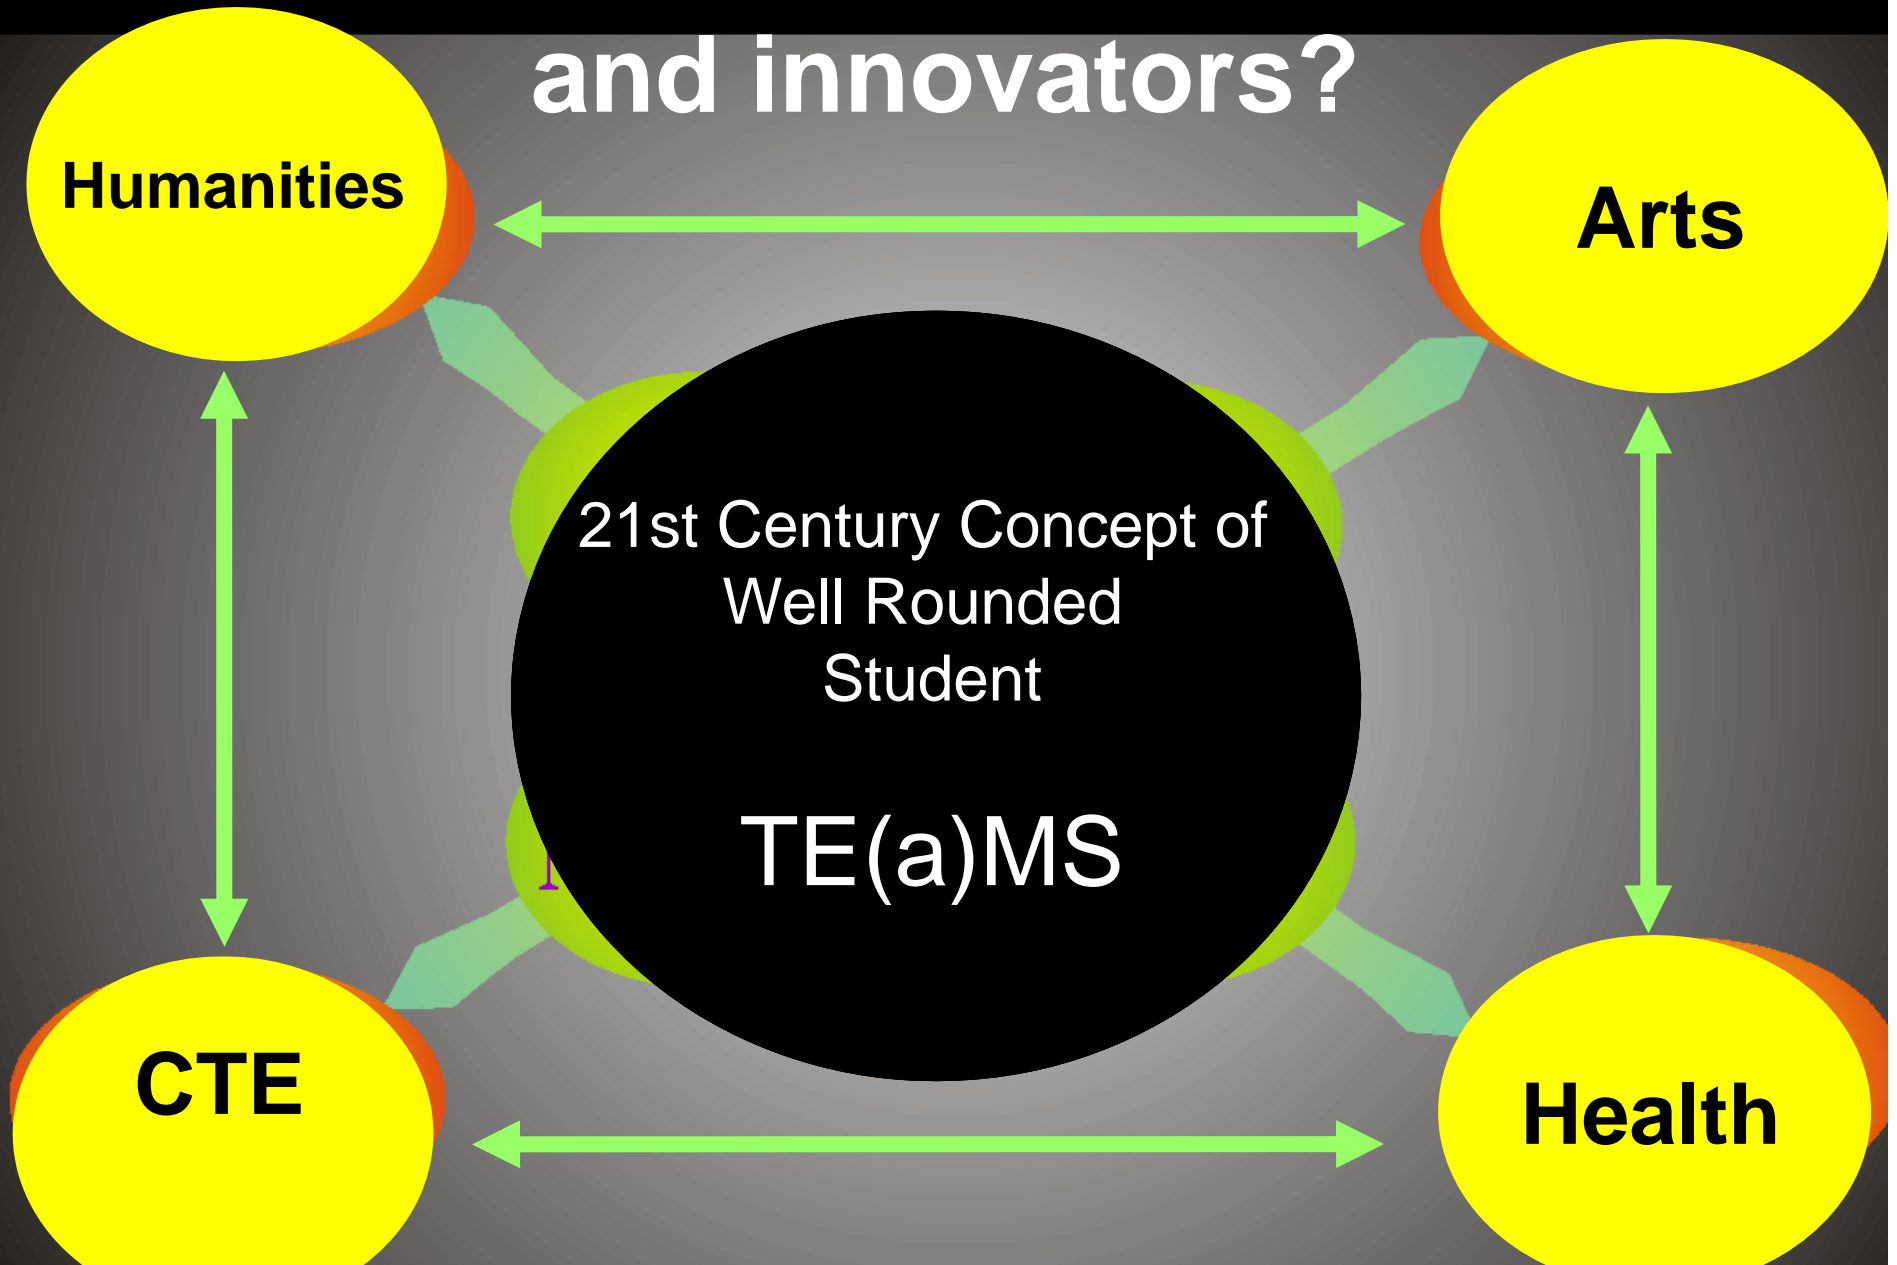 and innovators?
Humanities
Arts
21st Century Concept of
Well Rounded
Student
TE(a)MS
CTE
Health